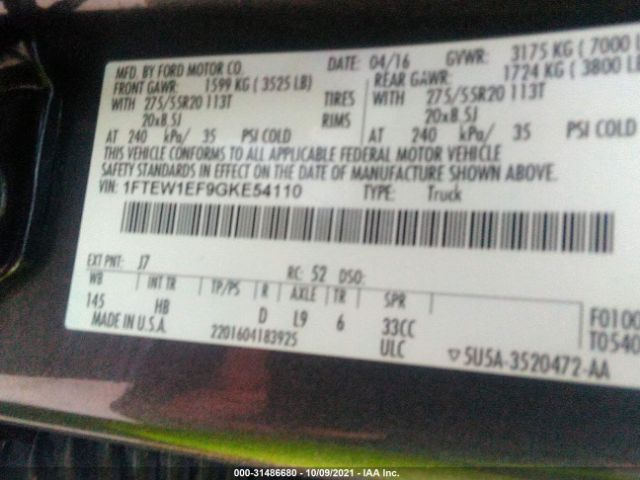 MFD. BY FORD MOTOR CO. DATE: 04/16 GVWR: 3175 KG ( 7000 L
FRONT GAWR: 1599 KG ( 3525 LB) REAR GAWR: 1724 KG ( 3800 LB
WITH 275/55R20 113T TIRES WITH 275/55R20 113T
20x8.5J RIMS 20x8.5J
AT 240 kPa/ 35 PSI COLD AT 240 kPa/ 35 PSI COLD
THIS VEHICLE CONFORMS TO ALL APPLICABLE FEDERAL MOTOR VEHICLE
SAFETY STANDARDS IN EFFECT ON THE DATE OF MANUFACTURE SHOWN ABOVE.
VIN: 1FTEW1EF9GKE54110 TYPE: Truck
EXT PNT: J7 RC: 52 DSO:
WB INT TR TP/PS R AXLE TR SPR
145 HB D L9 6 33CC F0100
MADE IN U.S.A. 2201604183925 ULC T0540
▽5U5A-3520472-AA
000-31486680 - 10/09/2021 - IAA Inc.